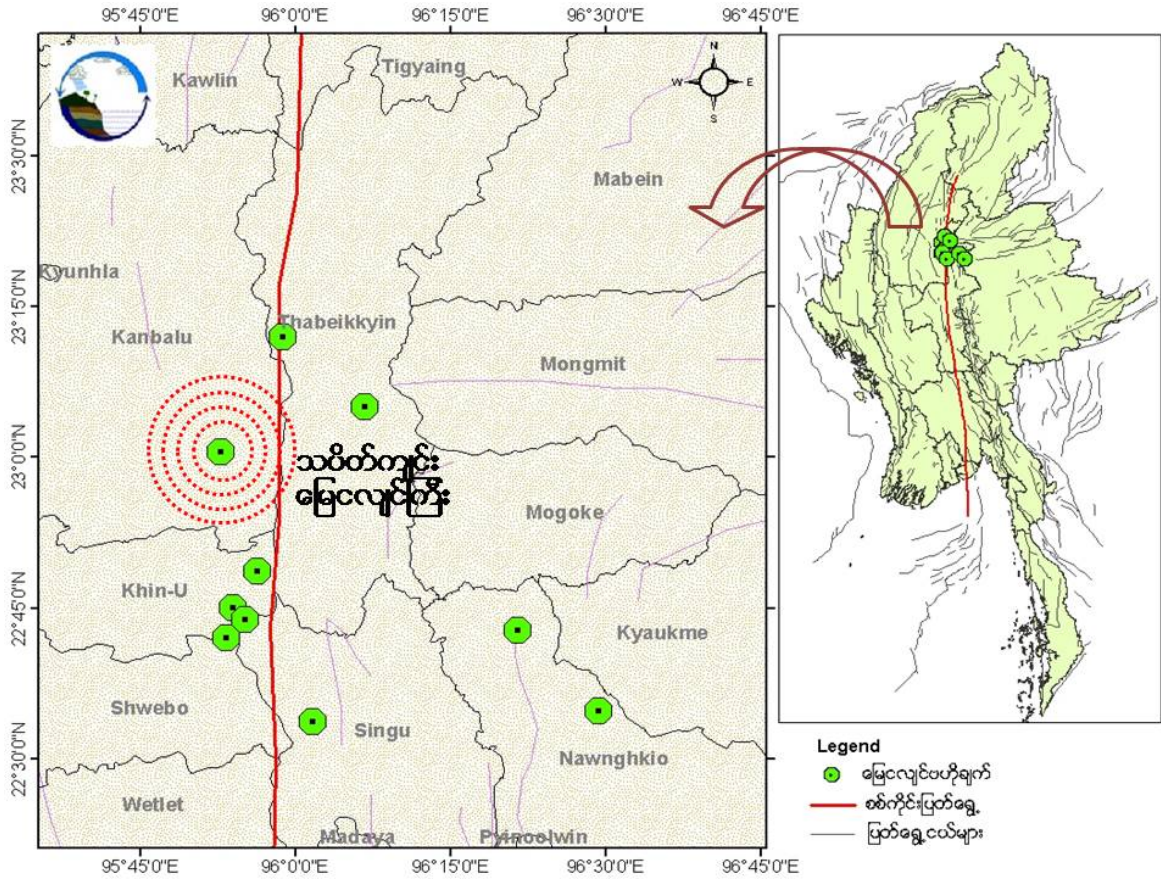 95°45'0"E 96°0'0"E 96°15'0"E 96°30'0"E 96°45'0"E
N
W E
S
Kawlin
Tigyaing
23°30'0"N
Mabein
Kyunhla
23°15'0"N
Kanbalu
Thabeikkyin
Mongmit
23°0'0"N
သပိတ်ကျင်း
မြေငလျင်ကြီး
Mogoke
Khin-U
22°45'0"N
Kyaukme
Shwebo
Singu
Nawnghkio
22°30'0"N
Wetlet
Madaya
Pyinoolwin
95°45'0"E 96°0'0"E 96°15'0"E 96°30'0"E 96°45'0"E
Legend
မြေငလျင်ဗဟိုချက်
စစ်ကိုင်းပြတ်ရွေ့
ပြတ်ရွေ့ငယ်များ